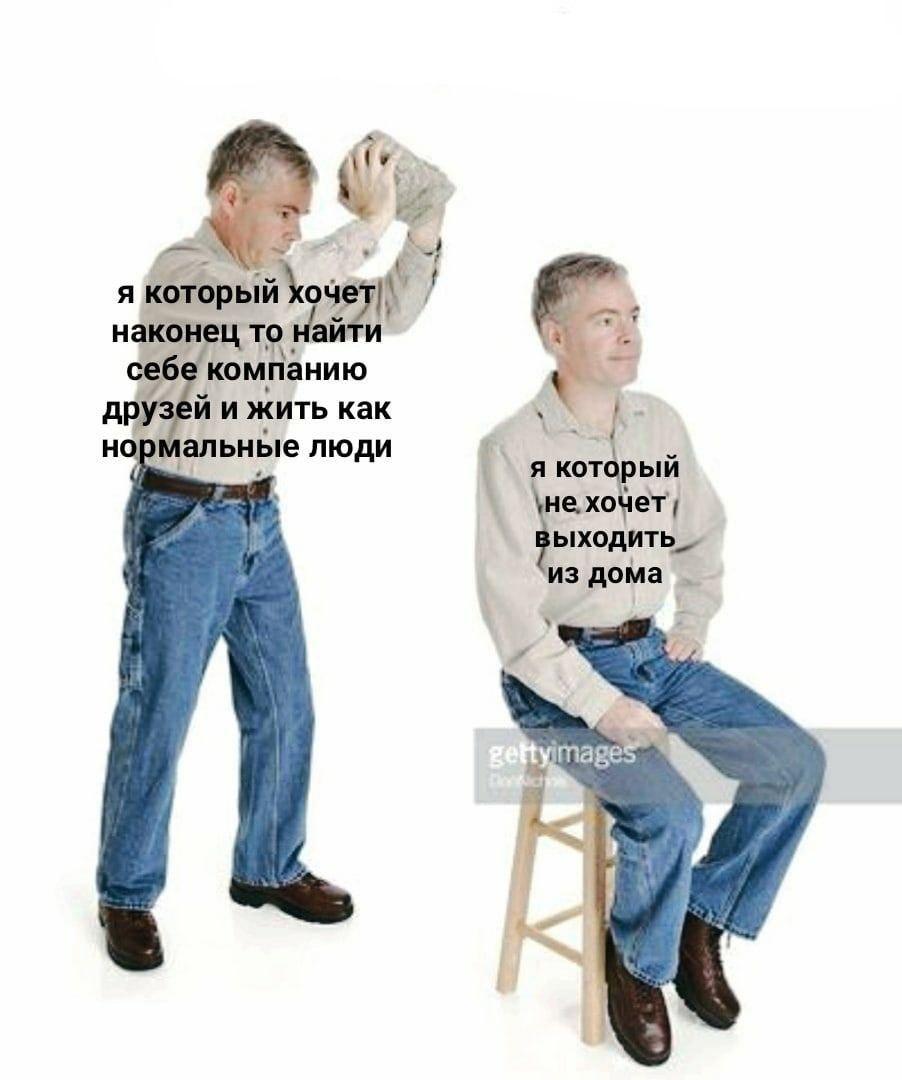 я который хочет
наконец то найти
себе компанию
друзей и жить как
нормальные люди
я который
не хочет
выходить
из дома
gettyimages